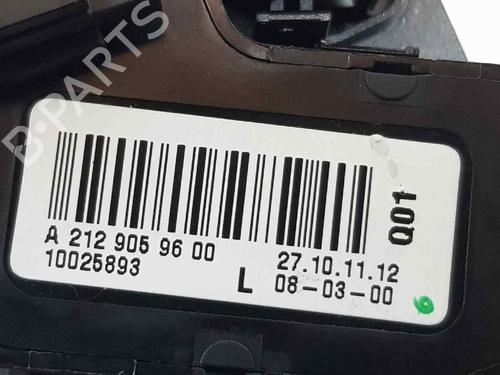 B-PARTS
A 212 905 96 00
10025893
L
27.10.11.12
08-03-00
Q01